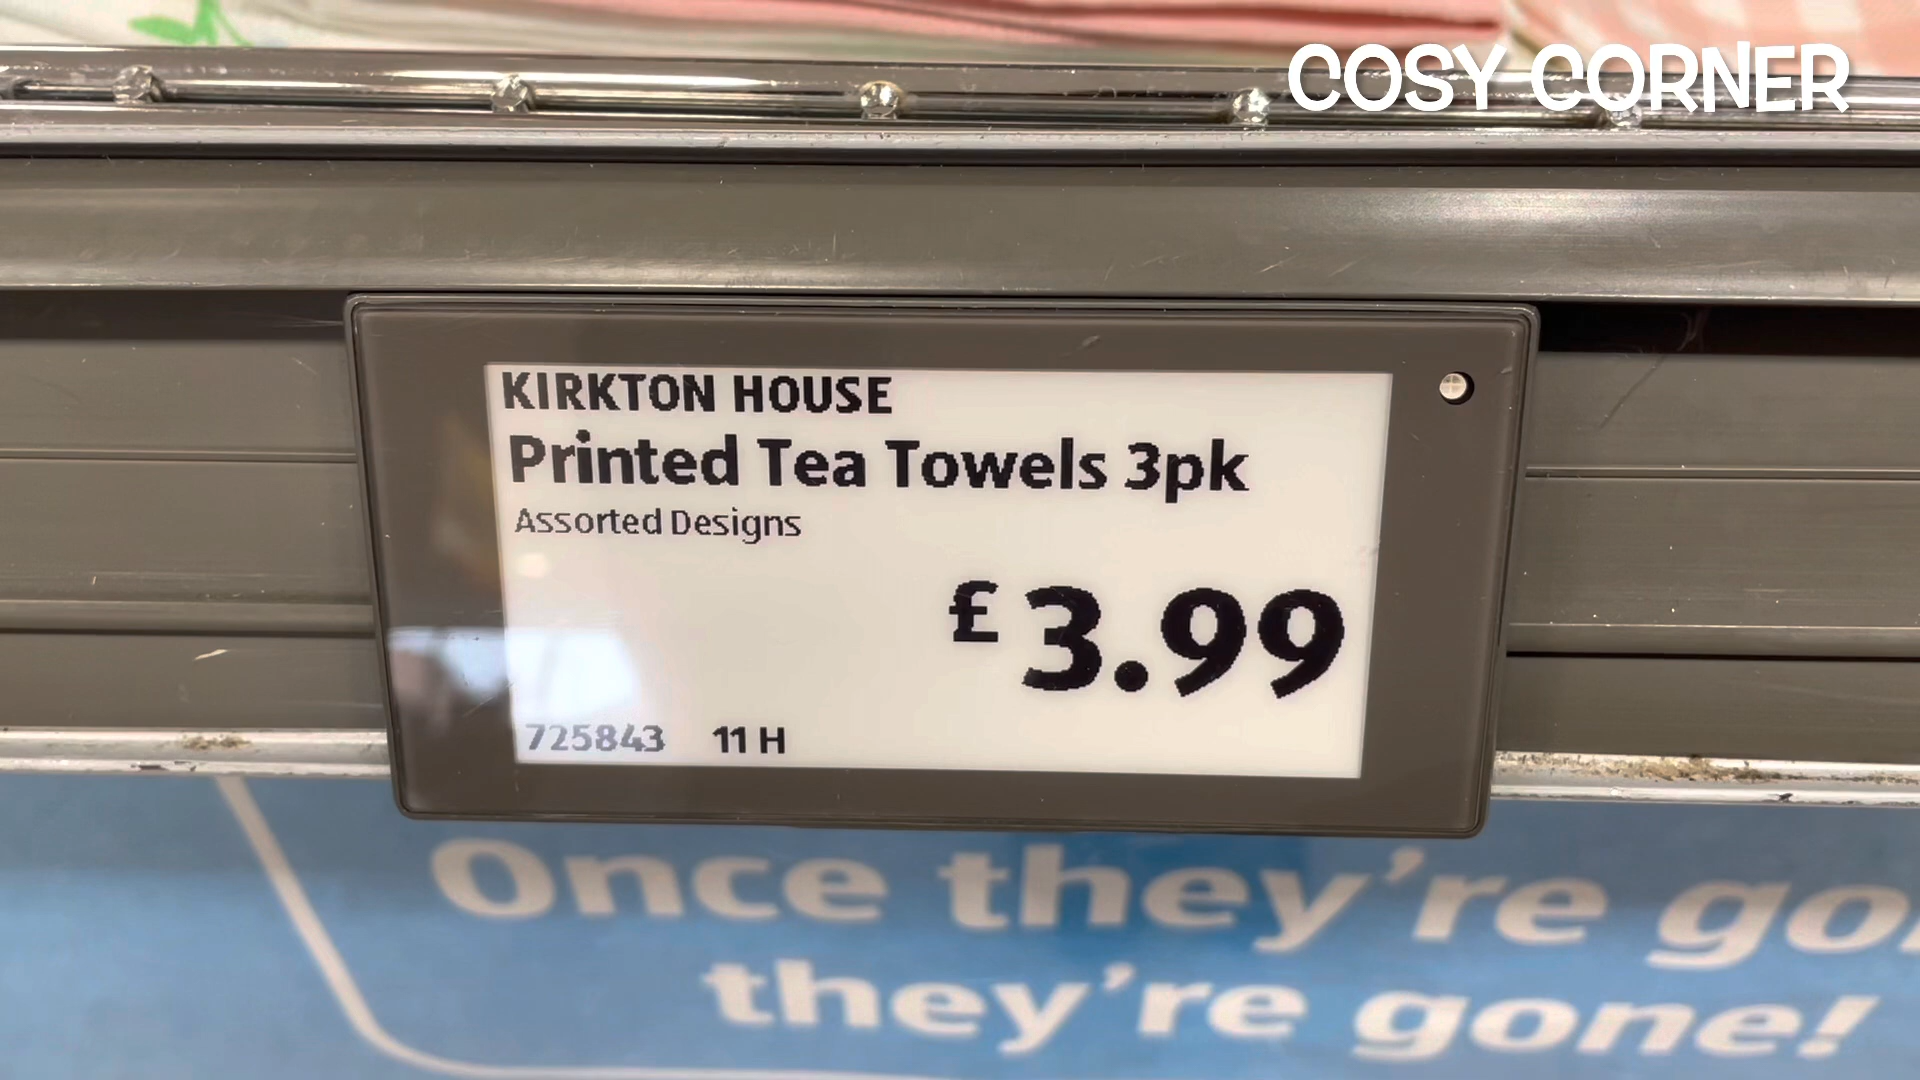 COSY CORNER
KIRKTON HOUSE
Printed Tea Towels 3pk
Assorted Designs
£3.99
725843 11 H
Once they're go
they're gone!